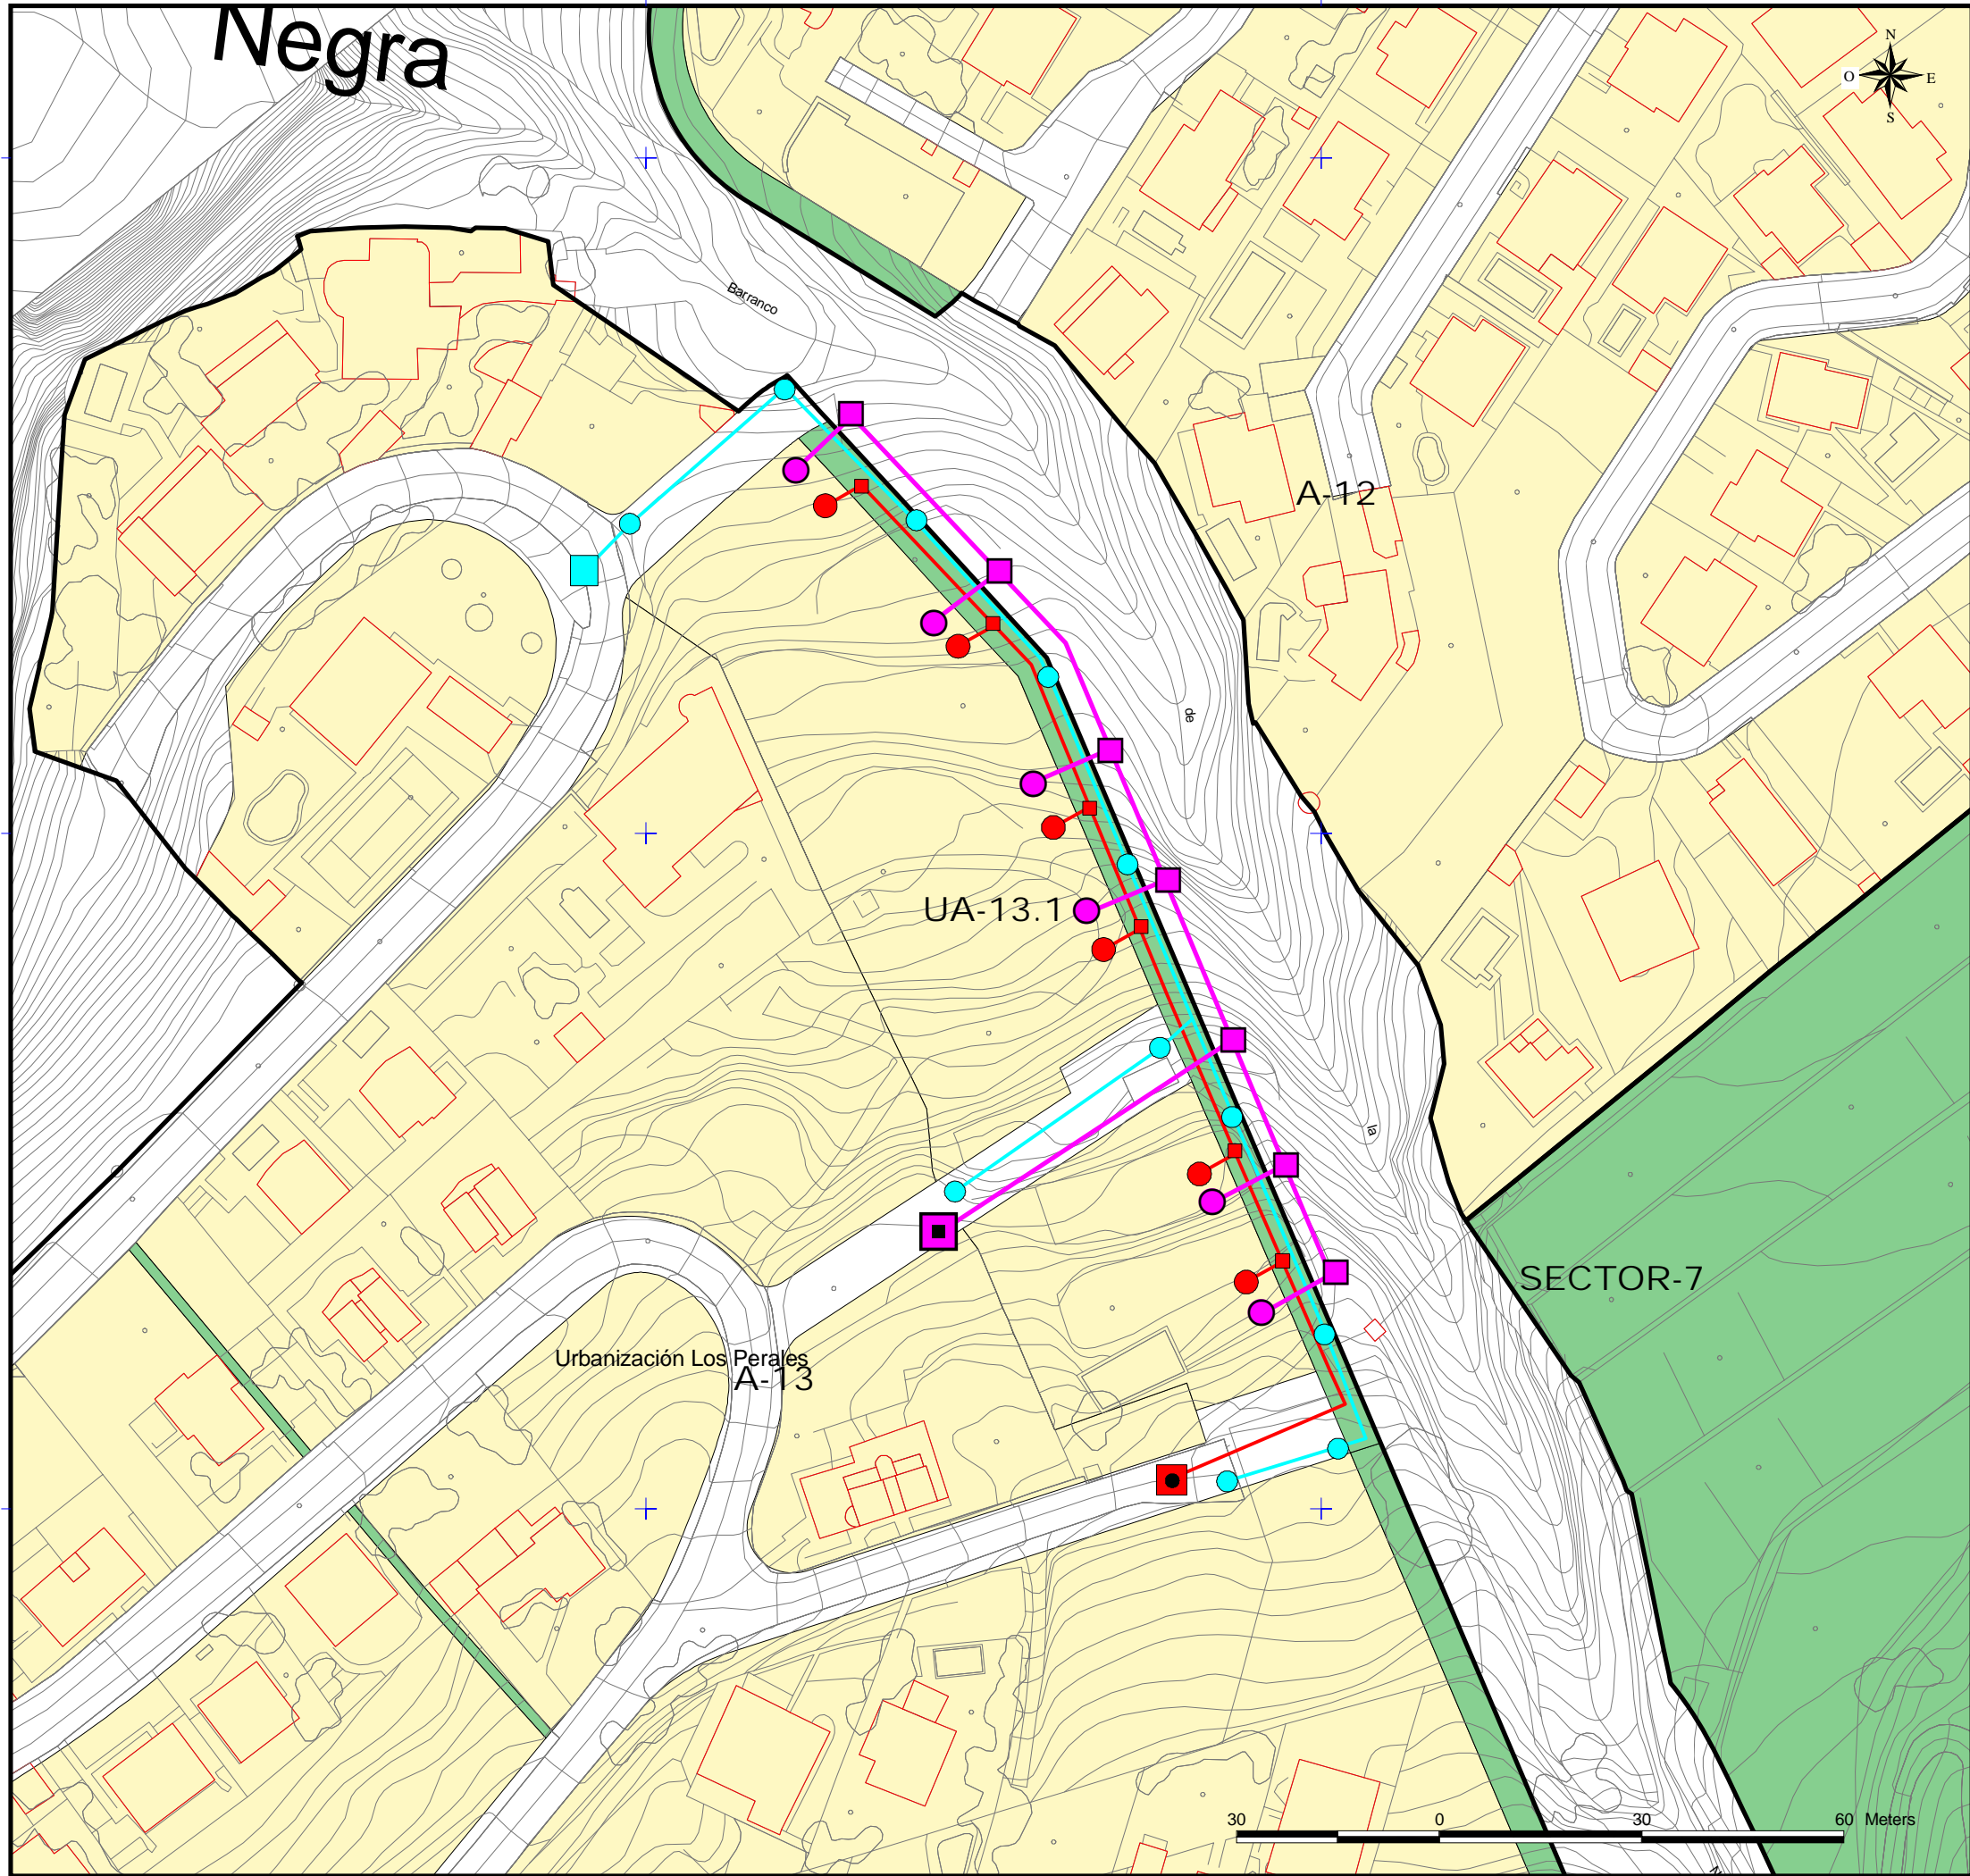 Negra
N
O E
S
Barranco
A-12
de
UA-13.1
la
SECTOR-7
Urbanización Los Perales
A-13
30 0 30 60 Meters